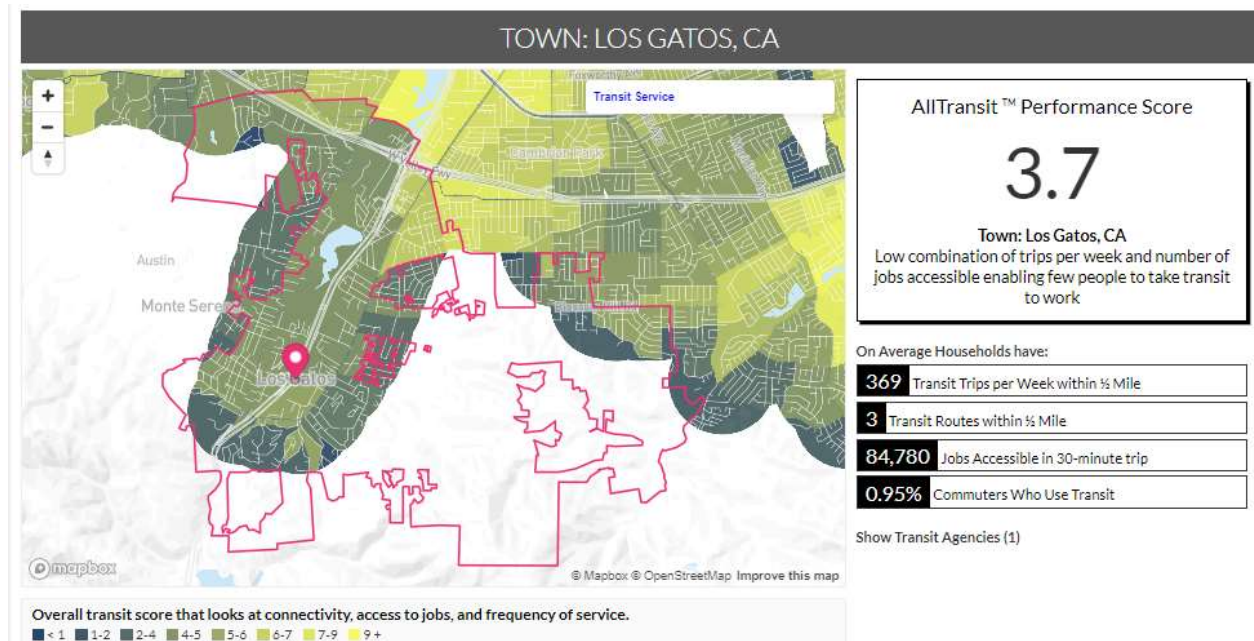 TOWN: LOS GATOS, CA
Transit Service
Cambrian Park
Austin
Los Gatos
mapbox
© Mapbox © OpenStreetMap Improve this map
Overall transit score that looks at connectivity, access to jobs, and frequency of service.
< 1 1-2 2-4 4-5 5-6 6-7 7-9 9 +
AllTransit ™ Performance Score
3.7
Town: Los Gatos, CA
Low combination of trips per week and number of
jobs accessible enabling few people to take transit
to work
On Average Households have:
369 Transit Trips per Week within ½ Mile
3 Transit Routes within ½ Mile
84,780 Jobs Accessible in 30-minute trip
0.95% Commuters Who Use Transit
Show Transit Agencies (1)